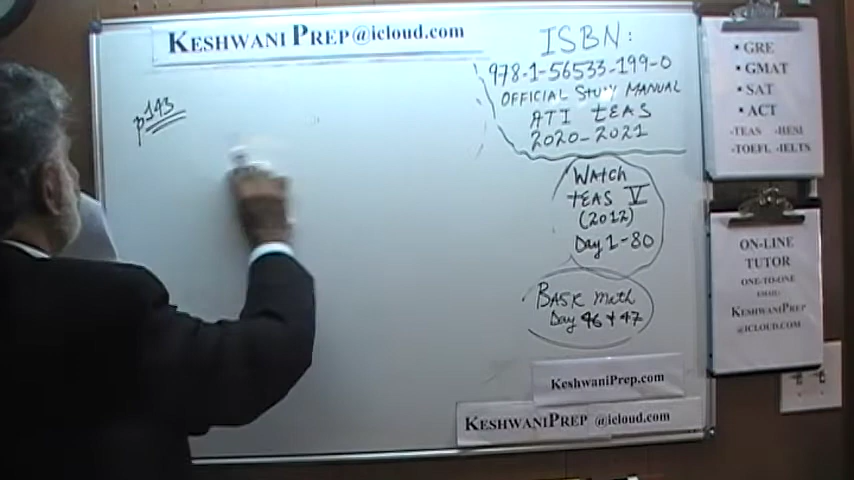 KESHWANI PREP@icloud.com
p143
ISBN:
978-1-56533-199-0
OFFICIAL STUDY MANUAL
ATI TEAS
2020-2021
WATCH
TEAS V
(2012)
Day 1-80
BASIC Math
Day 46 & 47
KESHWANIPREP.com
KESHWANIPREP @icloud.com
• GRE
• GMAT
• SAT
• ACT
-TEAS -HESI
-TOEFL -IELTS
ON-LINE
TUTOR
ONE-TO-ONE
EMAIL:
KESHWANIPREP
@ICLOUD.COM